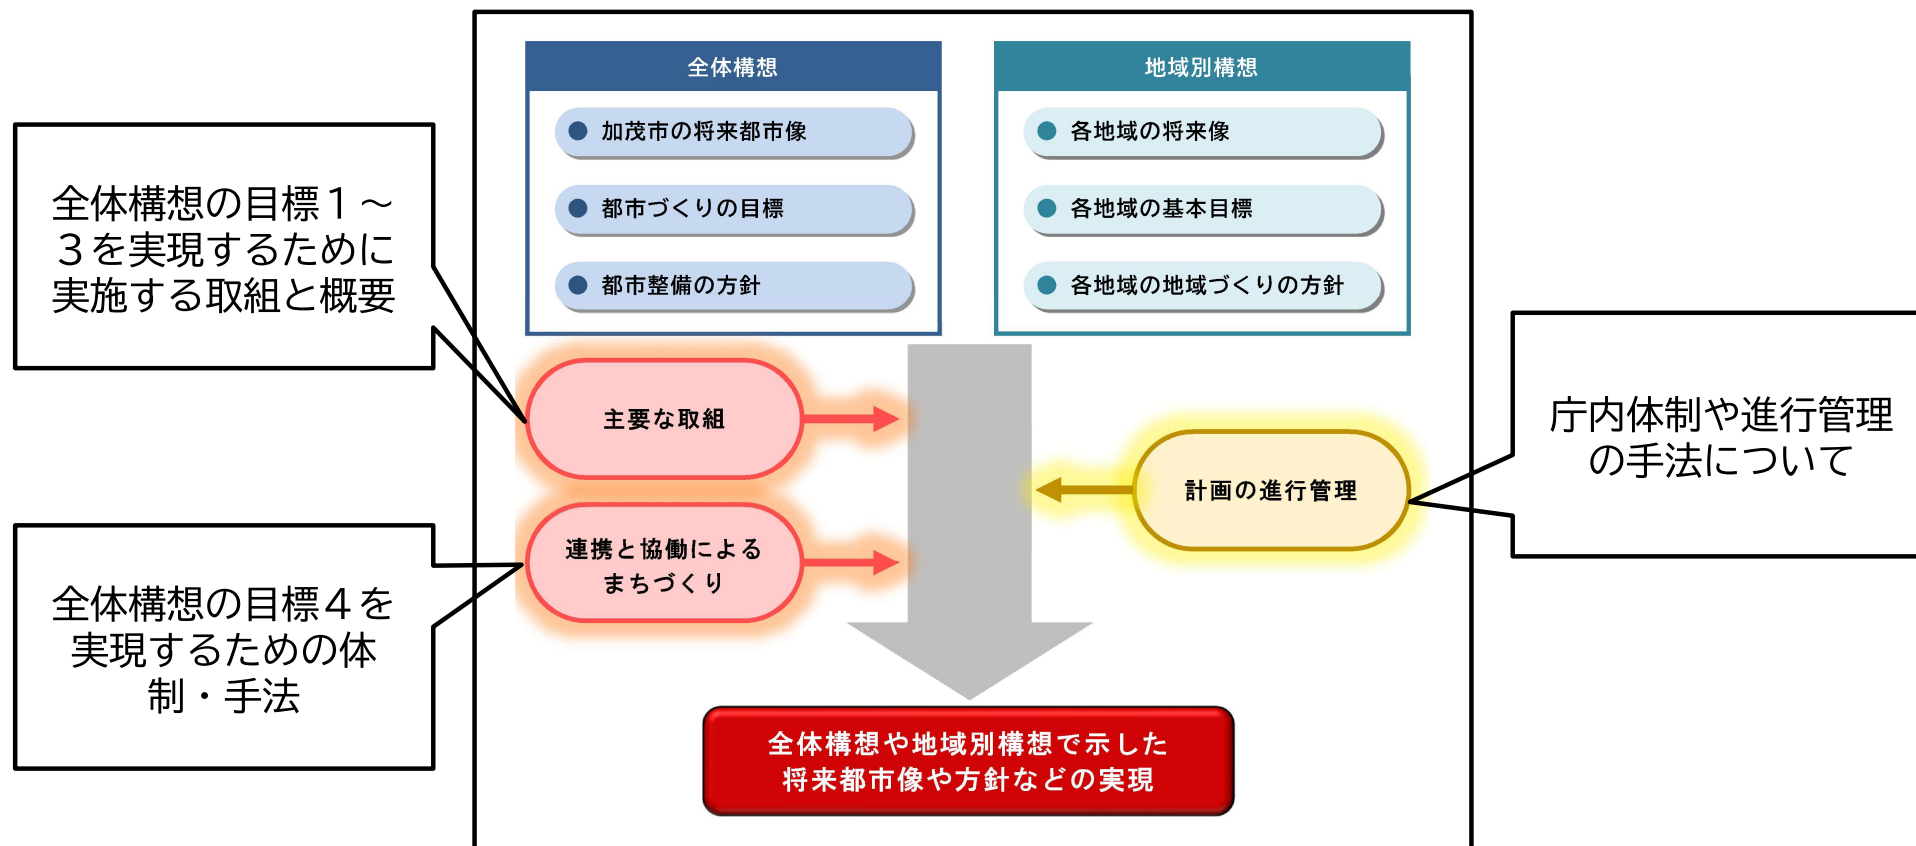 全体構想
加茂市の将来都市像
都市づくりの目標
都市整備の方針
地域別構想
各地域の将来像
各地域の基本目標
各地域の地域づくりの方針
全体構想の目標１～
３を実現するために
実施する取組と概要
主要な取組
全体構想の目標４を
実現するための体
制・手法
連携と協働による
まちづくり
計画の進行管理
庁内体制や進行管理
の手法について
全体構想や地域別構想で示した
将来都市像や方針などの実現